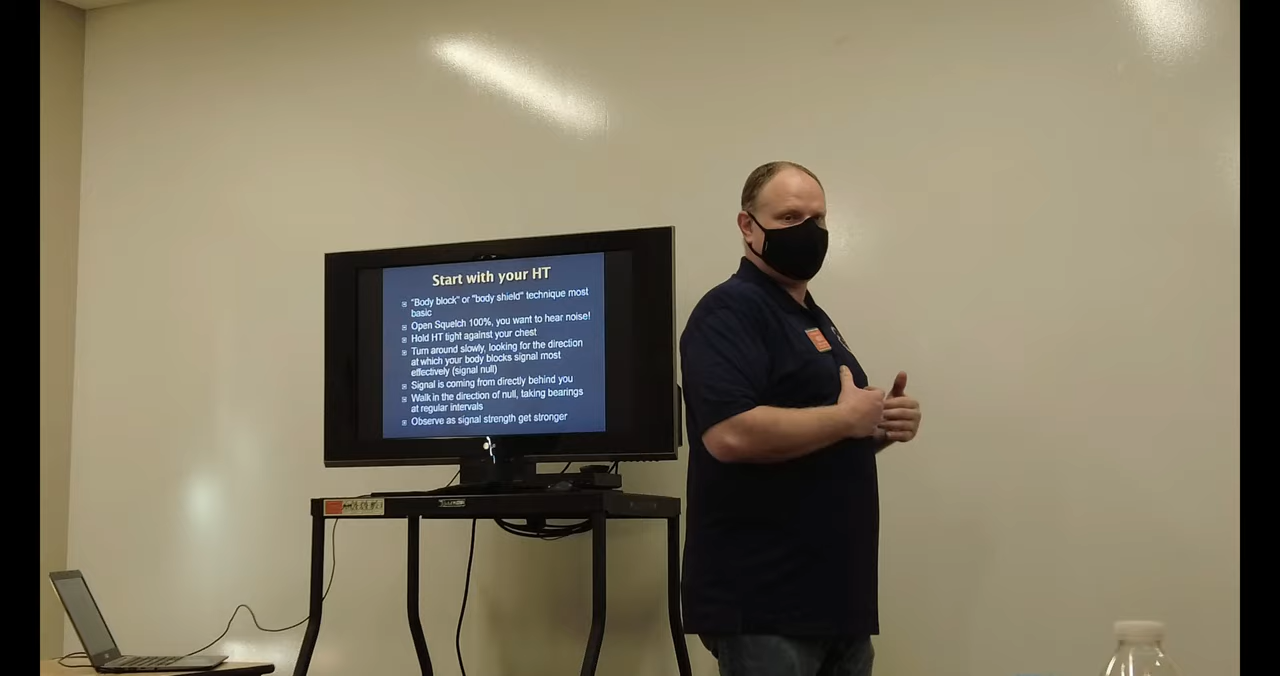 Start with your HT
"Body block" or "body shield" technique most
basic
Open Squelch 100%, you want to hear noise!
Hold HT tight against your chest
Turn around slowly, looking for the direction
at which your body blocks signal most
effectively (signal null)
Signal is coming from directly behind you
Walk in the direction of null, taking bearings
at regular intervals
Observe as signal strength get stronger